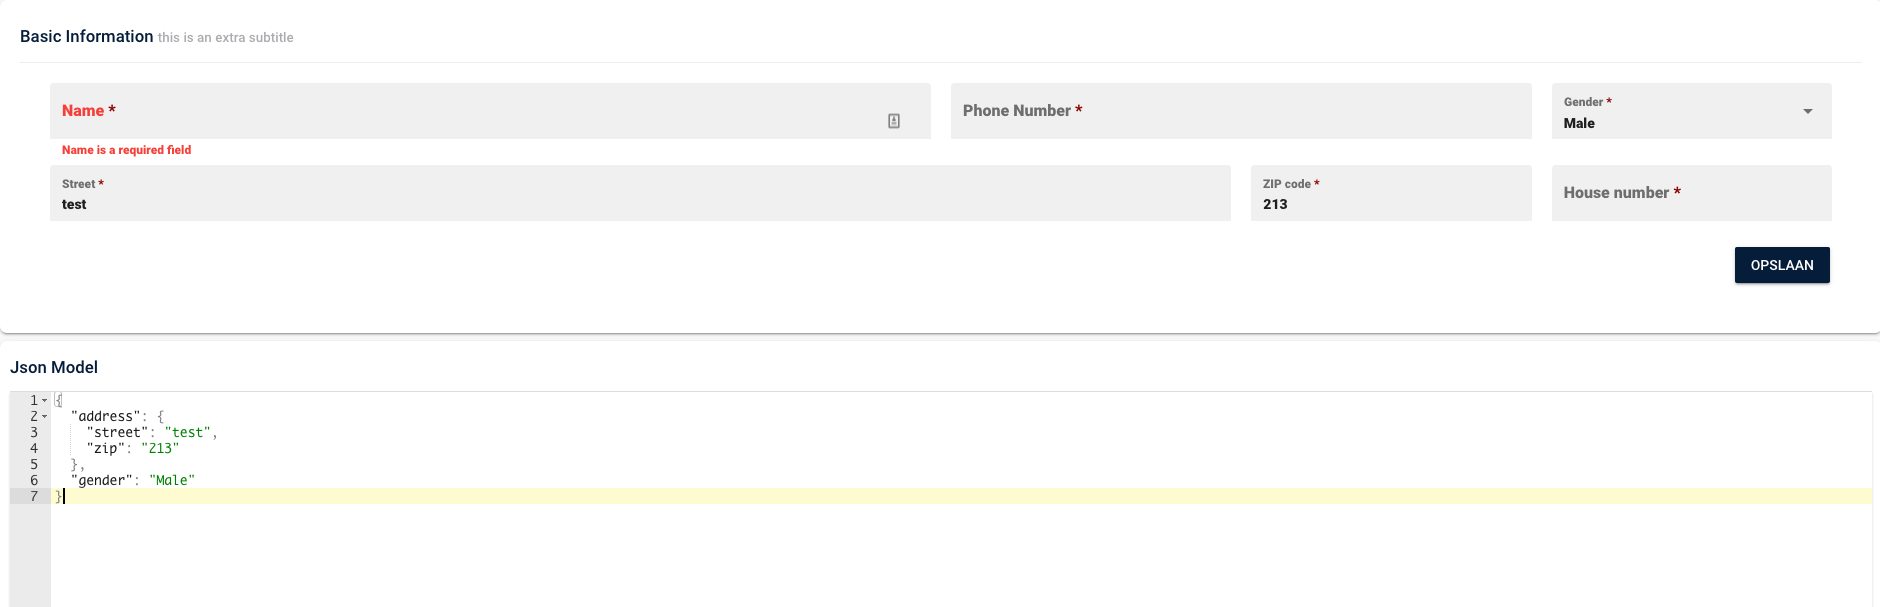 Basic Information this is an extra subtitle
Name *
Phone Number *
Gender *
Male
Name is a required field
Street *
test
ZIP code *
213
House number *
OPSLAAN
Json Model
1 {
2 "address": {
3 "street": "test",
4 "zip": "213"
5 },
6 "gender": "Male"
7 }